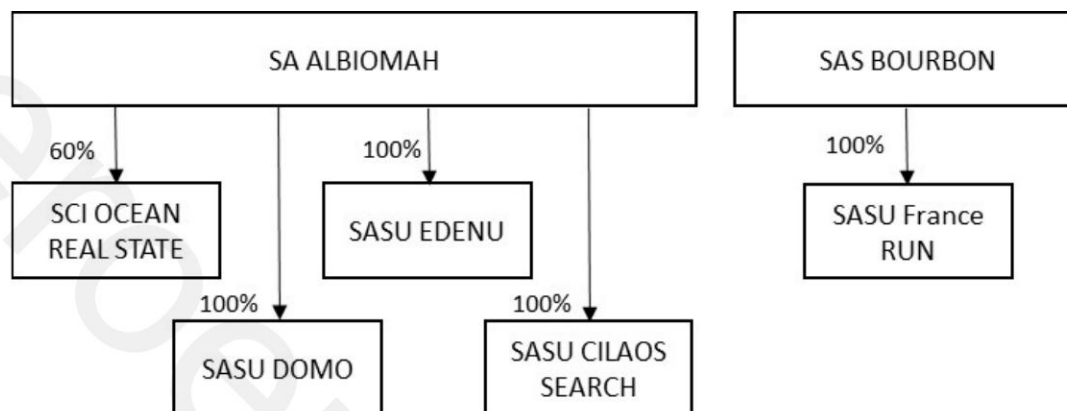 SA ALBIOMAH
SAS BOURBON
60%
100%
100%
SCI OCEAN
REAL STATE
SASU EDENU
SASU France
RUN
100%
100%
SASU DOMO
SASU CILAOS
SEARCH